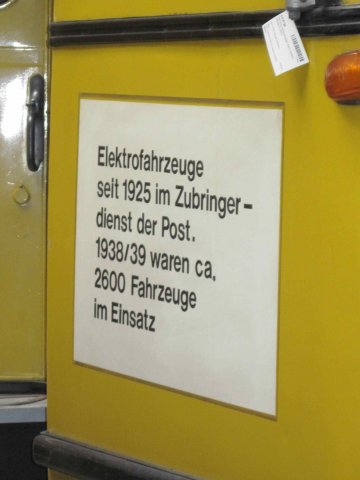 Elektrofahrzeuge
seit 1925 im Zubringer-
dienst der Post.
1938/39 waren ca.
2600 Fahrzeuge
im Einsatz